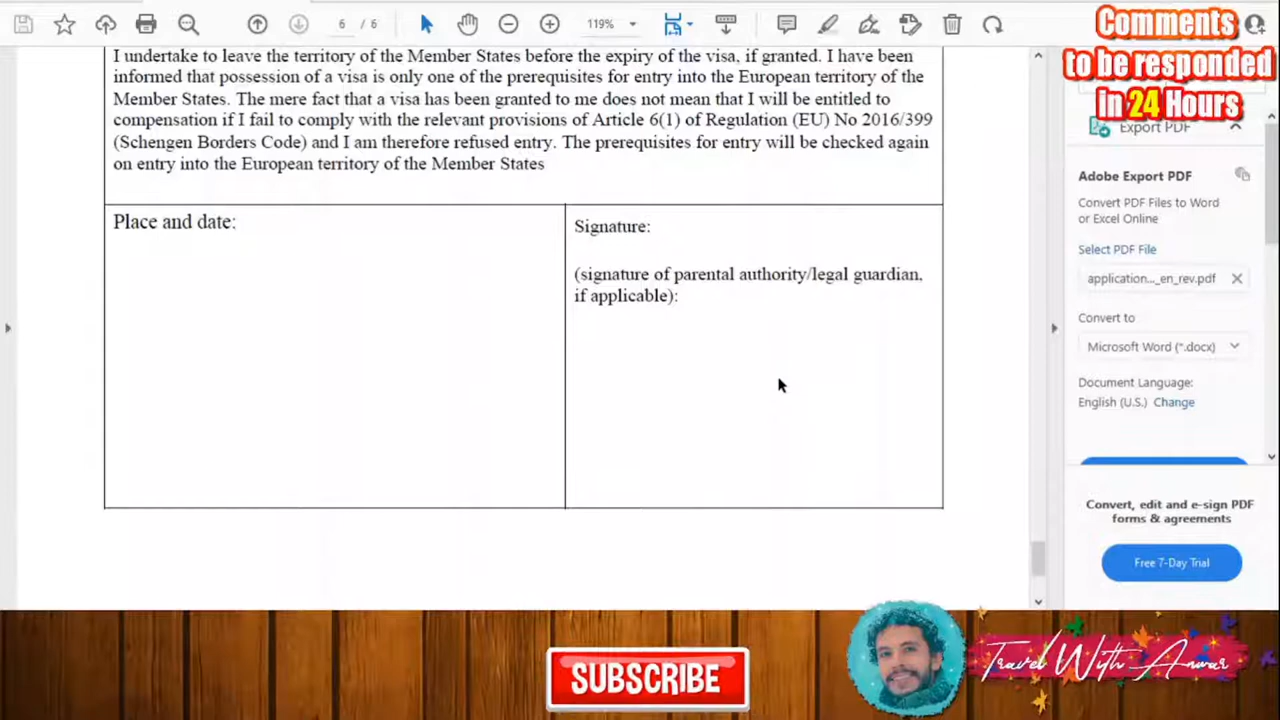 6 / 6
119%
Comments
to be responded
in 24 Hours
I undertake to leave the territory of the Member States before the expiry of the visa, if granted. I have been
informed that possession of a visa is only one of the prerequisites for entry into the European territory of the
Member States. The mere fact that a visa has been granted to me does not mean that I will be entitled to
compensation if I fail to comply with the relevant provisions of Article 6(1) of Regulation (EU) No 2016/399
(Schengen Borders Code) and I am therefore refused entry. The prerequisites for entry will be checked again
on entry into the European territory of the Member States
Place and date:
Signature:
(signature of parental authority/legal guardian,
if applicable):
Export PDF
Adobe Export PDF
Convert PDF Files to Word
or Excel Online
Select PDF File
application..._en_rev.pdf
Convert to
Microsoft Word (*.docx)
Document Language:
English (U.S.) Change
Convert, edit and e-sign PDF
forms & agreements
Free 7-Day Trial
SUBSCRIBE
Travel With Anwar